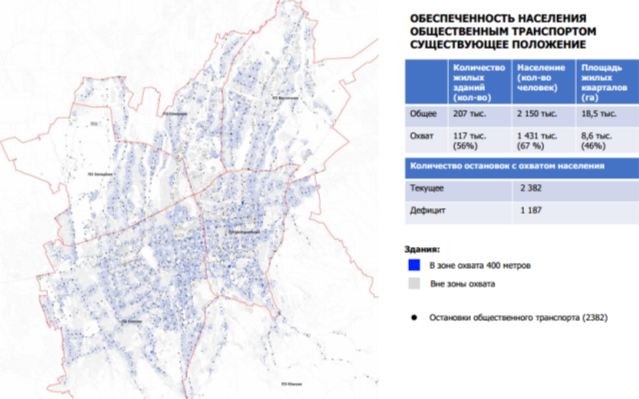 ОБЕСПЕЧЕННОСТЬ НАСЕЛЕНИЯ
ОБЩЕСТВЕННЫМ ТРАНСПОРТОМ
СУЩЕСТВУЮЩЕЕ ПОЛОЖЕНИЕ
Количество жилых зданий (кол-во)
Население (кол-во человек)
Площадь жилых кварталов (га)
Общее 207 тыс. 2 150 тыс. 18,5 тыс.
Охват 117 тыс. (56%) 1 431 тыс. (67 %) 8,6 тыс. (46%)
Количество остановок с охватом населения
Текущее 2 382
Дефицит 1 187
Здания:
В зоне охвата 400 метров
Вне зоны охвата
Остановки общественного транспорта (2382)